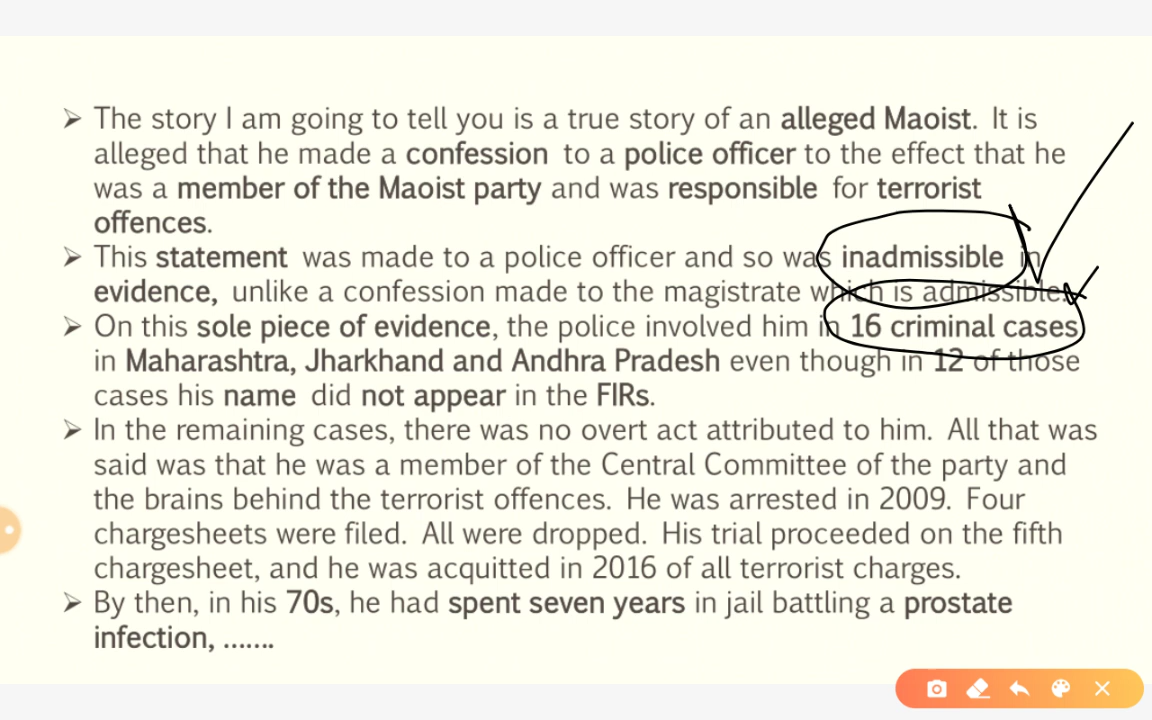 ➢ The story I am going to tell you is a true story of an alleged Maoist. It is
alleged that he made a confession to a police officer to the effect that he
was a member of the Maoist party and was responsible for terrorist
offences.
➢ This statement was made to a police officer and so was inadmissible in
evidence, unlike a confession made to the magistrate which is admissible.
➢ On this sole piece of evidence, the police involved him in 16 criminal cases
in Maharashtra, Jharkhand and Andhra Pradesh even though in 12 of those
cases his name did not appear in the FIRs.
➢ In the remaining cases, there was no overt act attributed to him. All that was
said was that he was a member of the Central Committee of the party and
the brains behind the terrorist offences. He was arrested in 2009. Four
chargesheets were filed. All were dropped. His trial proceeded on the fifth
chargesheet, and he was acquitted in 2016 of all terrorist charges.
➢ By then, in his 70s, he had spent seven years in jail battling a prostate
infection, .......